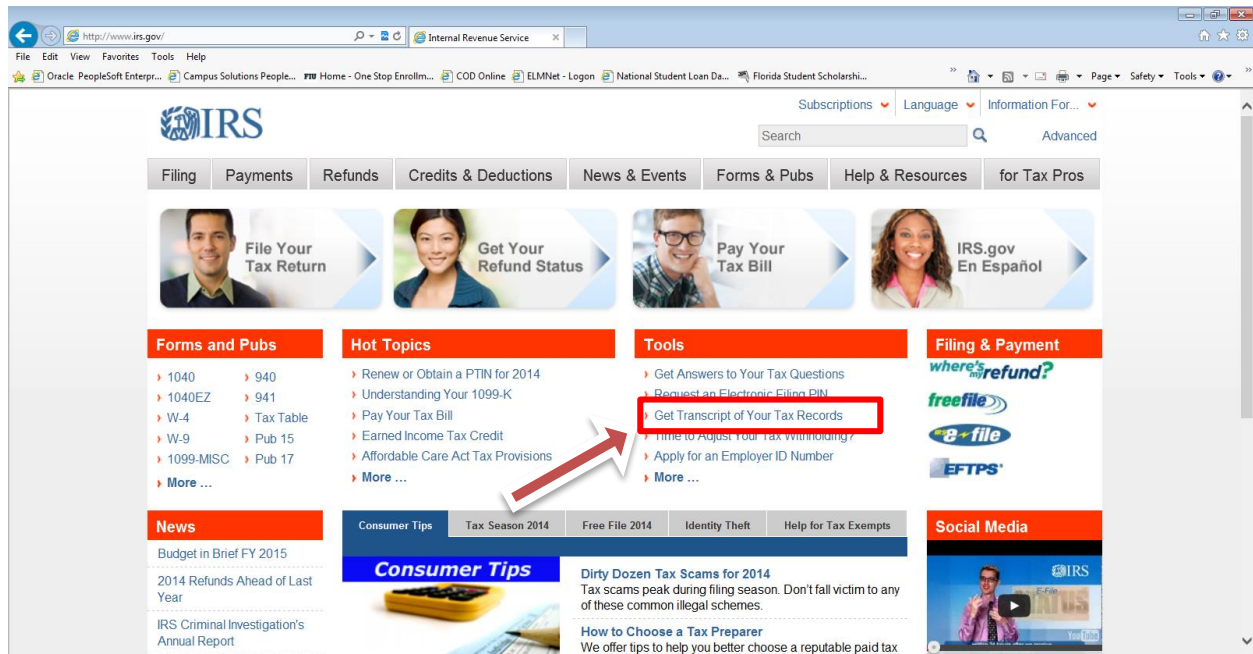 http://www.irs.gov/
Internal Revenue Service
File Edit View Favorites Tools Help
Oracle PeopleSoft Enterpr... Campus Solutions People... FIU Home - One Stop Enrollm... COD Online ELMNet - Logon National Student Loan Da... Florida Student Scholarshi... Page Safety Tools
Subscriptions Language Information For...
IRS
Search Advanced
Filing Payments Refunds Credits & Deductions News & Events Forms & Pubs Help & Resources for Tax Pros
File Your
Tax Return
Get Your
Refund Status
Pay Your
Tax Bill
IRS.gov
En Español
Forms and Pubs
1040
1040EZ
W-4
W-9
1099-MISC
940
941
Tax Table
Pub 15
Pub 17
More ...
Hot Topics
Renew or Obtain a PTIN for 2014
Understanding Your 1099-K
Pay Your Tax Bill
Earned Income Tax Credit
Affordable Care Act Tax Provisions
More ...
Tools
Get Answers to Your Tax Questions
Request an Electronic Filing PIN
Get Transcript of Your Tax Records
Time to Adjust Your Tax Withholding?
Apply for an Employer ID Number
More ...
Filing & Payment
where's my refund?
freefile
e-file
EFTPS
News
Budget in Brief FY 2015
2014 Refunds Ahead of Last
Year
IRS Criminal Investigation's
Annual Report
Consumer Tips Tax Season 2014 Free File 2014 Identity Theft Help for Tax Exempts
Consumer Tips
Dirty Dozen Tax Scams for 2014
Tax scams peak during filing season. Don't fall victim to any
of these common illegal schemes.
How to Choose a Tax Preparer
We offer tips to help you better choose a reputable paid tax
Social Media
IRS
E-File
YouTube